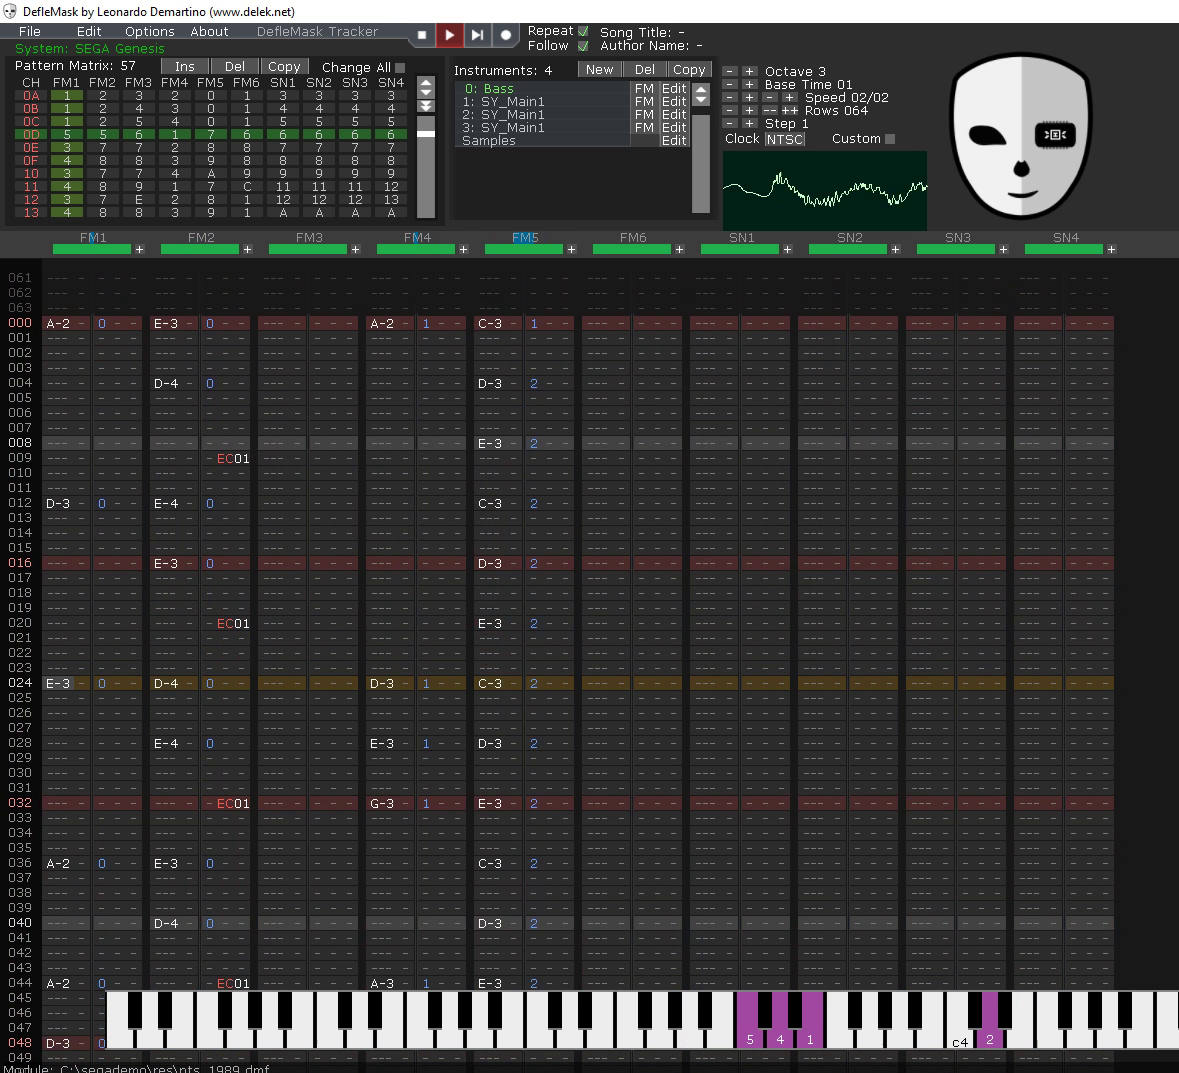 DefleMask by Leonardo Demartino (www.delek.net)
File Edit Options About DefleMask Tracker Repeat Song Title: -
System: SEGA Genesis Follow Author Name: -
Pattern Matrix: 57 Ins Del Copy Change All
CH FM1 FM2 FM3 FM4 FM5 FM6 SN1 SN2 SN3 SN4
0A 1 2 3 2 0 1 3 3 3 3
0B 1 2 4 3 0 1 4 4 4 4
0C 1 2 5 4 0 1 5 5 5 5
0D 5 5 6 1 7 6 6 6 6 6
0E 3 7 7 2 8 8 7 7 7 7
0F 4 8 8 3 9 8 8 8 8 8
10 3 7 7 4 A 9 9 9 9 9
11 4 8 9 1 7 C 11 11 11 12
12 3 7 E 2 8 1 12 12 12 13
13 4 8 8 3 9 1 A A A A
Instruments: 4 New Del Copy
0: Bass FM Edit
1: SY_Main1 FM Edit
2: SY_Main1 FM Edit
3: SY_Main1 FM Edit
Samples Edit
- + Octave 3
- + Base Time 01
- + - + Speed 02/02
- + -- ++ Rows 064
- + Step 1
Clock NTSC Custom
FM1 + FM2 + FM3 + FM4 + FM5 + FM6 + SN1 + SN2 + SN3 + SN4 +
061
062
063
000 A-2 0 E-3 0 A-2 1 C-3 1
001
002
003
004 D-4 0 D-3 2
005
006
007
008 E-3 2
009 EC01
010
011
012 D-3 0 E-4 0 C-3 2
013
014
015
016 E-3 0 D-3 2
017
018
019
020 EC01 E-3 2
021
022
023
024 E-3 0 D-4 0 D-3 1 C-3 2
025
026
027
028 E-4 0 E-3 1 D-3 2
029
030
031
032 EC01 G-3 1 E-3 2
033
034
035
036 A-2 0 E-3 0 C-3 2
037
038
039
040 D-4 0 D-3 2
041
042
043
044 A-2 0 EC01 A-3 1 E-3 2
045
046
047
048 D-3 0 5 4 1 c4 2
049
Module: C:\segademo\res\nts_1989.dmf